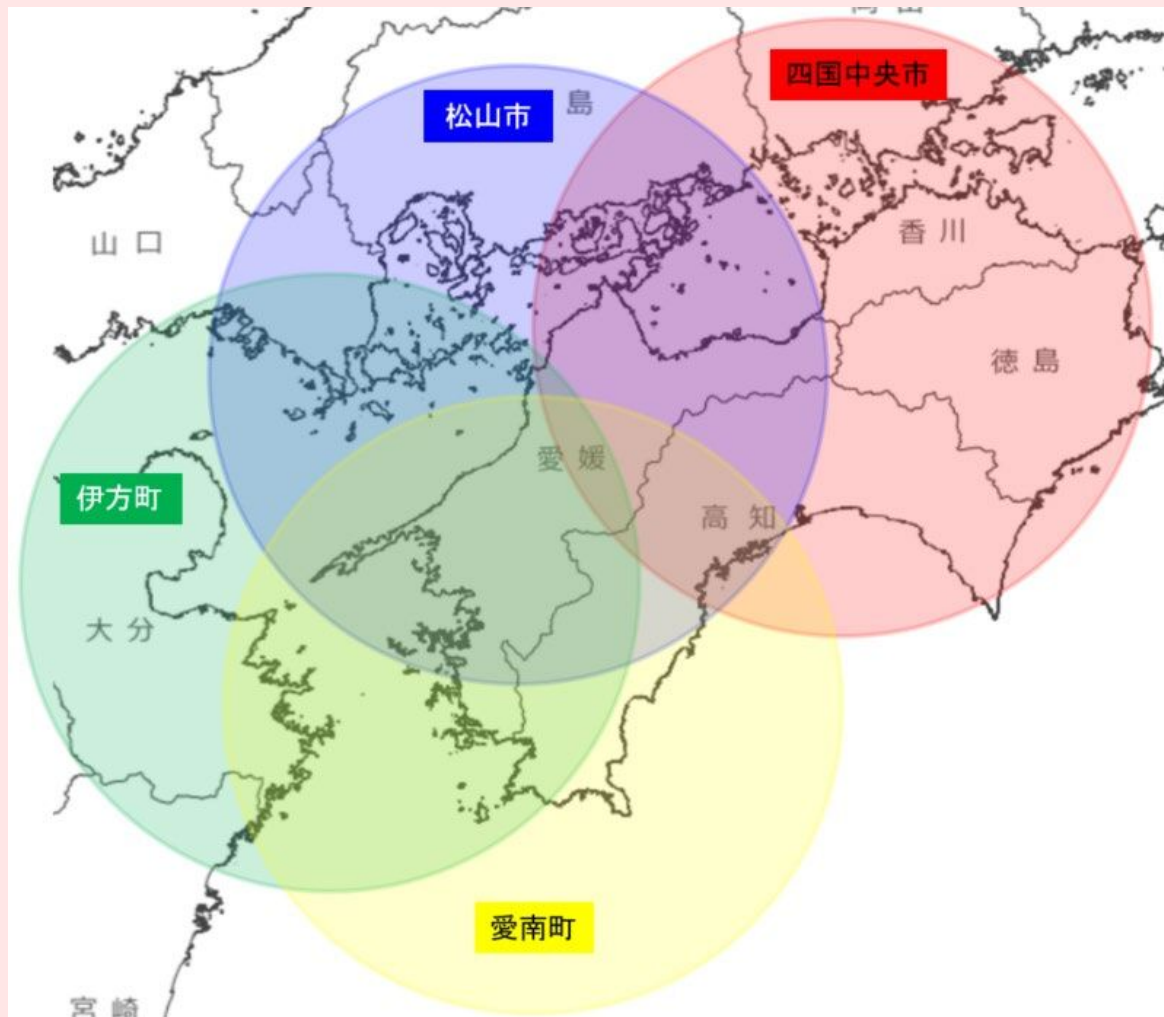 四国中央市
松山市
島
山口
香川
徳島
愛媛
伊方町
高知
大分
愛南町
宮崎